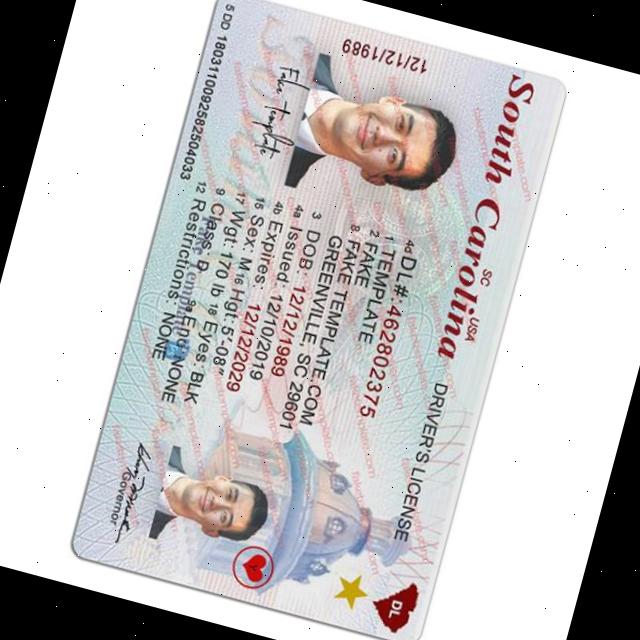 South Carolina
SC
USA
DRIVER'S LICENSE
4d DL#: 462802375
1 TEMPLATE
2 FAKE
8 FAKE TEMPLATE.COM
GREENVILLE, SC 29601
3 DOB: 12/12/1989
4a Issued: 12/10/2019
4b Expires: 12/12/2029
15 Sex: M 16 Hgt: 5'-08"
17 Wgt: 170 lb 18 Eyes: BLK
9 Class: D 9a End: NONE
12 Restrictions: NONE
5 DD 1803110092582504033
12/12/1989
Fake template
Governor
DL